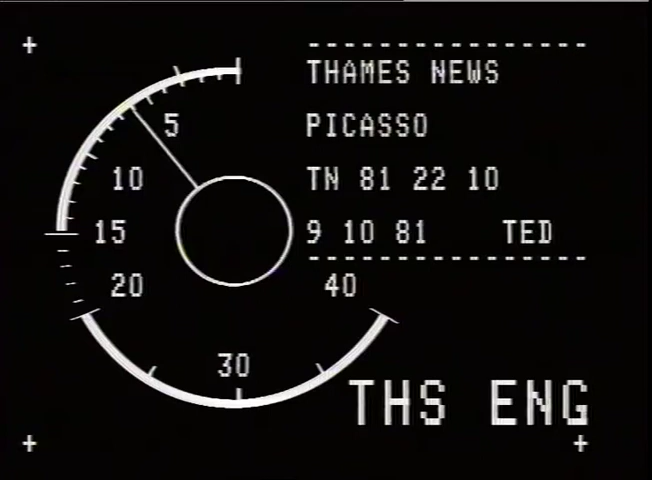 THAMES NEWS
PICASSO
TN 81 22 10
9 10 81 TED
5
10
15
20
30
40
THS ENG